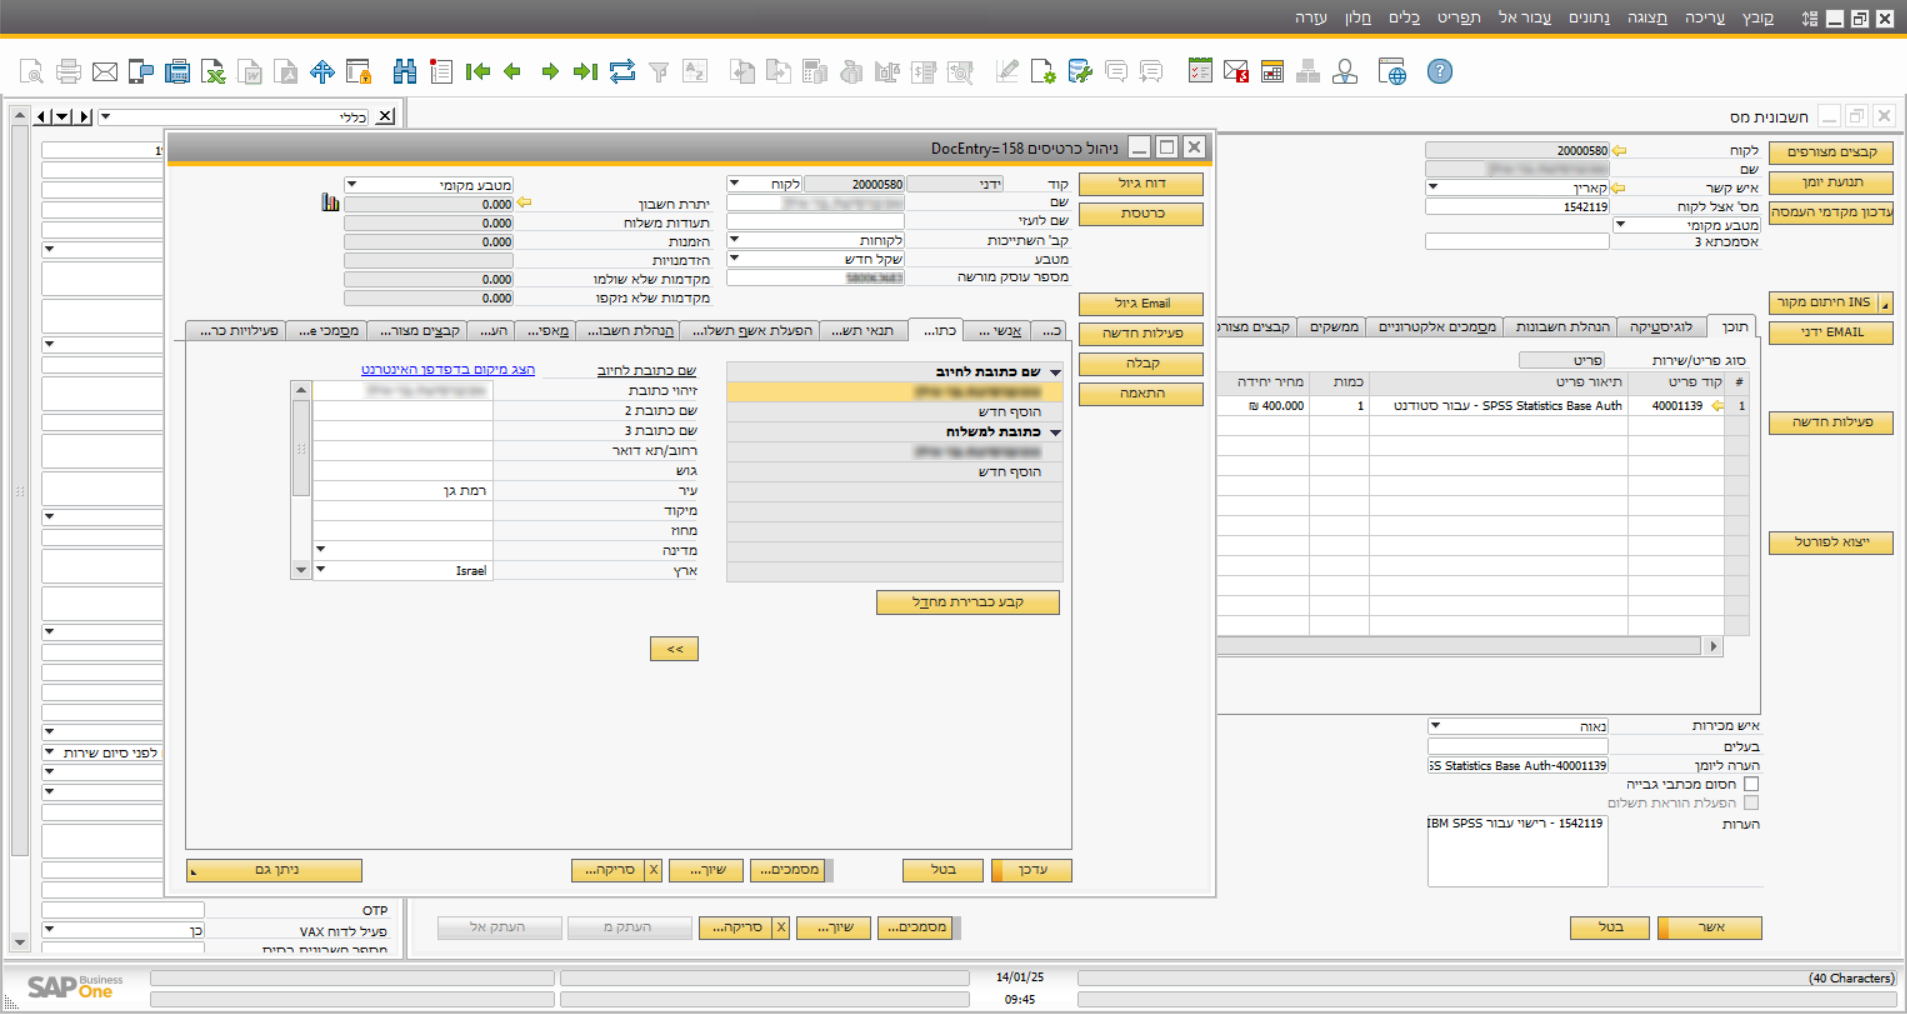 קובץ עריכה תצוגה נתונים עבור אל תפריט כלים חלון עזרה
כללי
חשבונית מס
לקוח 20000580
שם
איש קשר קארין
מס' אצל לקוח 1542119
מטבע מקומי
אסמכתא 3
קבצים מצורפים
תנועת יומן
עדכון מקדמי העמסה
INS חיתום מקור
EMAIL ידני
פעילות חדשה
ייצוא לפורטל
תוכן לוגיסטיקה הנהלת חשבונות מסמכים אלקטרוניים ממשקים קבצים מצור
סוג פריט/שירות פריט
# קוד פריט תיאור פריט כמות מחיר יחידה
1 40001139 SPSS Statistics Base Auth - עבור סטודנט 1 400.000 ₪
איש מכירות נאוה
בעלים
הערה ליומן SS Statistics Base Auth-40001139
חסום מכתבי גבייה
הפעלת הוראת תשלום
הערות 1542119 - רישוי עבור IBM SPSS
אשר
בטל
מסמכים...
שיוך...
X סריקה...
העתק מ
העתק אל
ניהול כרטיסים DocEntry=158
דוח גיול
כרטסת
Email גיול
פעילות חדשה
קבלה
התאמה
קוד ידני 20000580 לקוח
שם
שם לועזי
קב' השתייכות לקוחות
מטבע שקל חדש
מספר עוסק מורשה
מטבע מקומי
יתרת חשבון 0.000
תעודות משלוח 0.000
הזמנות 0.000
הזדמנויות
מקדמות שלא שולמו 0.000
מקדמות שלא נזקפו 0.000
כ... אנשי ... כתו... תנאי תש... הפעלת אשף תשלו... הנהלת חשבו... מאפי... הע... קבצים מצור... מסמכי e... פעילויות כר...
שם כתובת לחיוב
הוסף חדש
כתובת למשלוח
הוסף חדש
קבע כברירת מחדל
שם כתובת לחיוב הצג מיקום בדפדפן האינטרנט
זיהוי כתובת
שם כתובת 2
שם כתובת 3
רחוב/תא דואר
גוש
עיר רמת גן
מיקוד
מחוז
מדינה
ארץ Israel
>>
עדכן
בטל
מסמכים...
שיוך...
X סריקה...
ניתן גם
לפני סיום שירות
OTP
פעיל לדוח VAX כן
SAP Business One
14/01/25
09:45
(40 Characters)